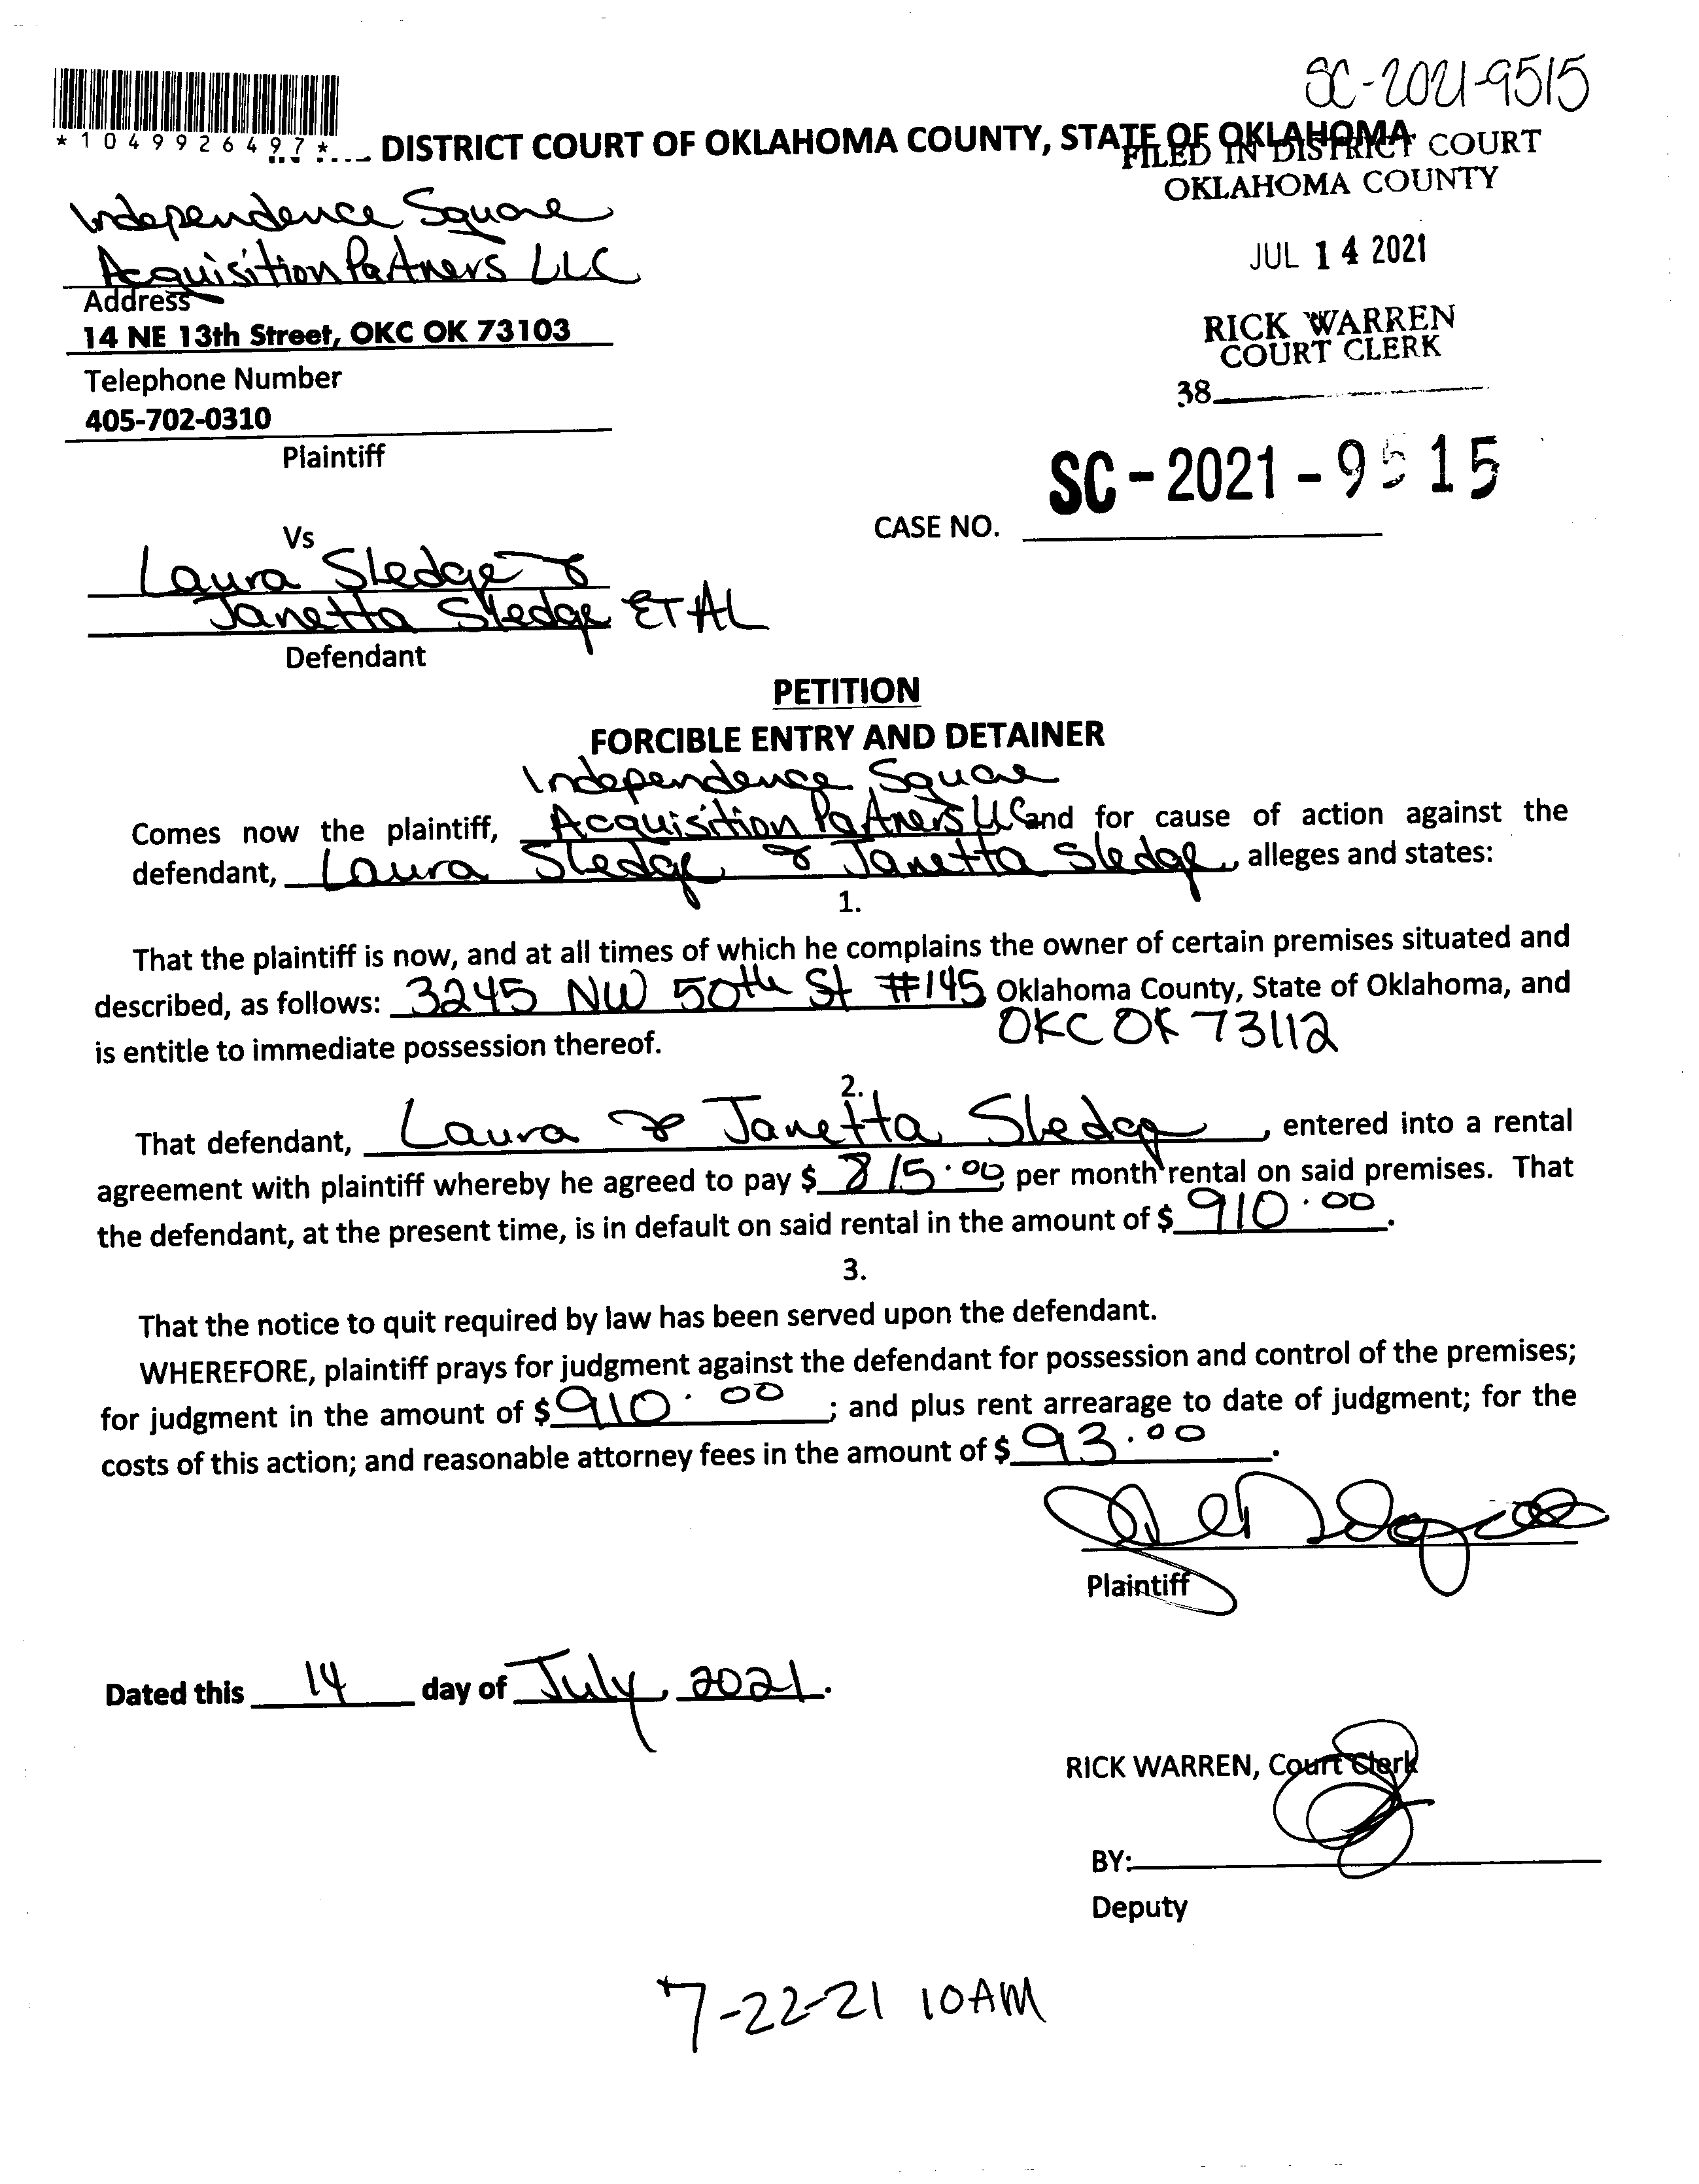 SC-2021-9515
*1049926497*
DISTRICT COURT OF OKLAHOMA COUNTY, STATE OF OKLAHOMA
FILED IN DISTRICT COURT
OKLAHOMA COUNTY
JUL 14 2021
RICK WARREN
COURT CLERK
38
Independence Square
Acquisition Partners LLC
Address
14 NE 13th Street, OKC OK 73103
Telephone Number
405-702-0310
Plaintiff
SC-2021-9515
CASE NO.
Vs
Laura Sledge &
Janetta Sledge ET AL
Defendant
PETITION
FORCIBLE ENTRY AND DETAINER
Independence Square
Comes now the plaintiff, Acquisition Partners LLC and for cause of action against the
defendant, Laura Sledge & Janetta Sledge, alleges and states:
1.
That the plaintiff is now, and at all times of which he complains the owner of certain premises situated and
described, as follows: 3245 NW 50th St #145 Oklahoma County, State of Oklahoma, and
OKC OK 73112
is entitle to immediate possession thereof.
2.
That defendant, Laura & Janetta Sledge, entered into a rental
agreement with plaintiff whereby he agreed to pay $ 815.00 per month rental on said premises. That
the defendant, at the present time, is in default on said rental in the amount of $ 910.00.
3.
That the notice to quit required by law has been served upon the defendant.
WHEREFORE, plaintiff prays for judgment against the defendant for possession and control of the premises;
for judgment in the amount of $ 910.00; and plus rent arrearage to date of judgment; for the
costs of this action; and reasonable attorney fees in the amount of $ 93.00.
Plaintiff
Dated this 14 day of July, 2021.
RICK WARREN, Court Clerk
BY:
Deputy
7-22-21 10AM